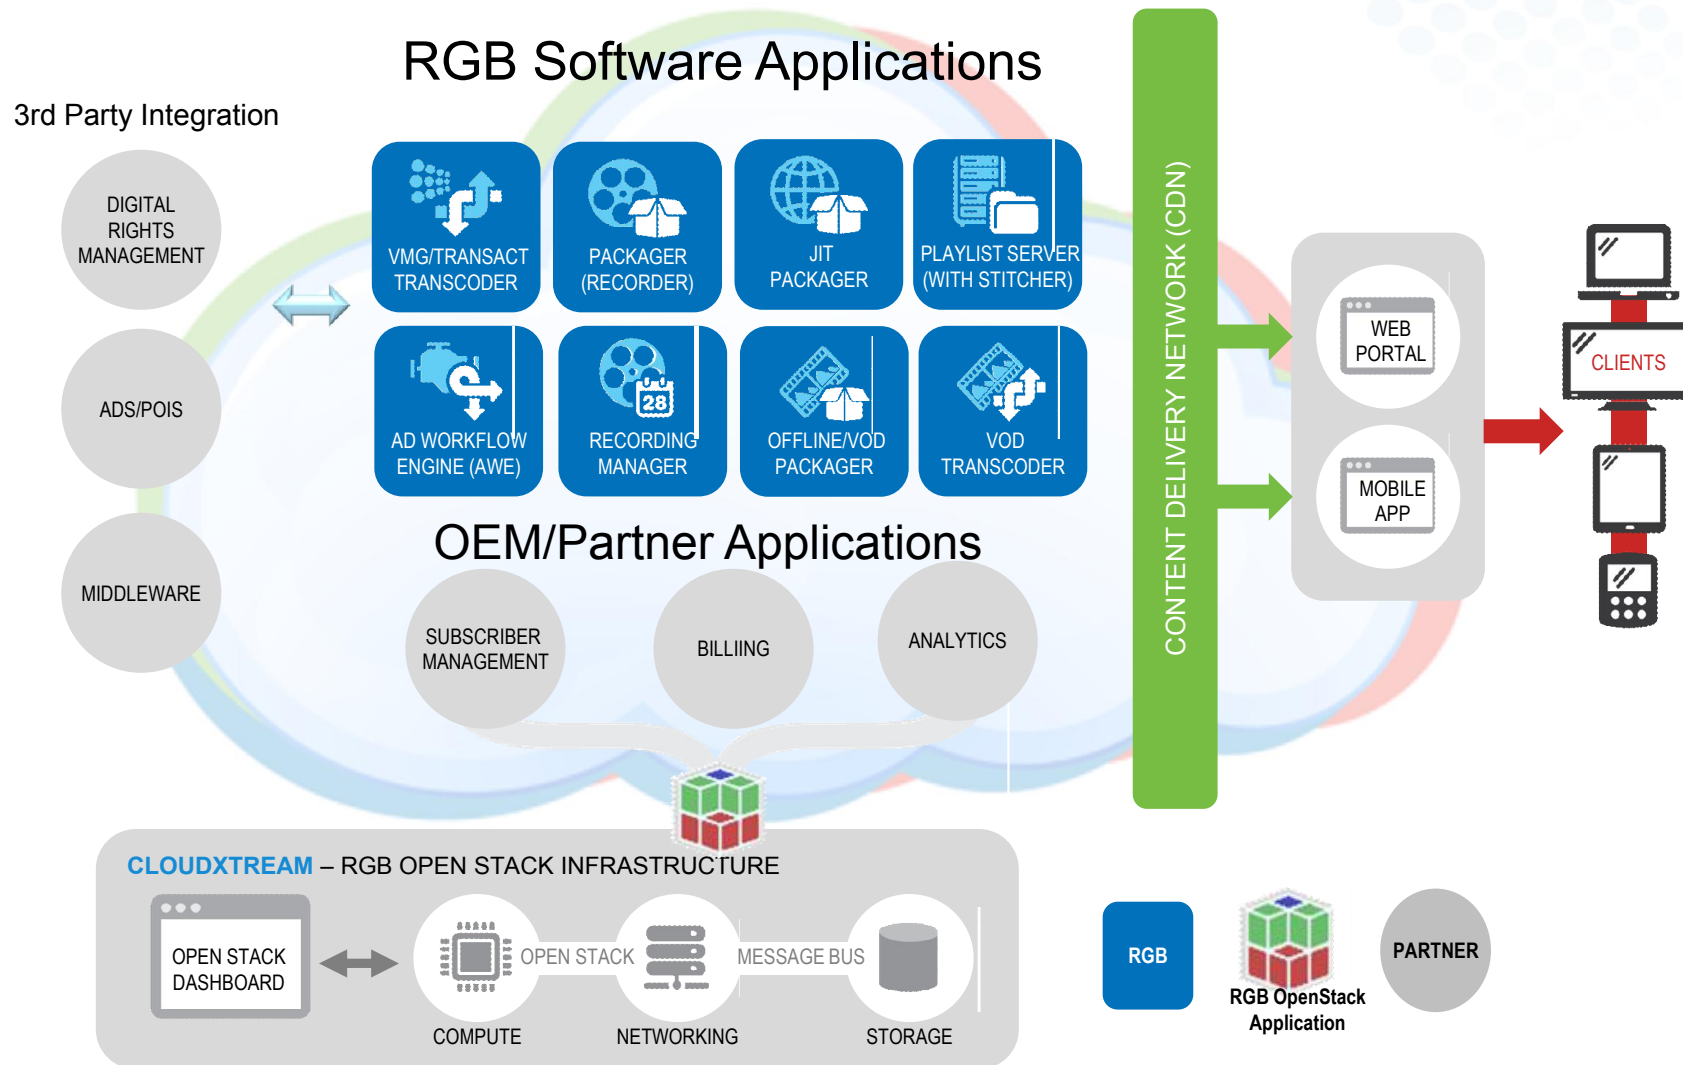 RGB Software Applications
3rd Party Integration
DIGITAL
RIGHTS
MANAGEMENT
ADS/POIS
MIDDLEWARE
VMG/TRANSACT
TRANSCODER
PACKAGER
(RECORDER)
JIT
PACKAGER
PLAYLIST SERVER
(WITH STITCHER)
AD WORKFLOW
ENGINE (AWE)
28
RECORDING
MANAGER
OFFLINE/VOD
PACKAGER
VOD
TRANSCODER
OEM/Partner Applications
SUBSCRIBER
MANAGEMENT
BILLIING
ANALYTICS
CONTENT DELIVERY NETWORK (CDN)
WEB
PORTAL
MOBILE
APP
CLIENTS
CLOUDXTREAM – RGB OPEN STACK INFRASTRUCTURE
OPEN STACK
DASHBOARD
OPEN STACK
MESSAGE BUS
COMPUTE
NETWORKING
STORAGE
RGB
RGB OpenStack
Application
PARTNER